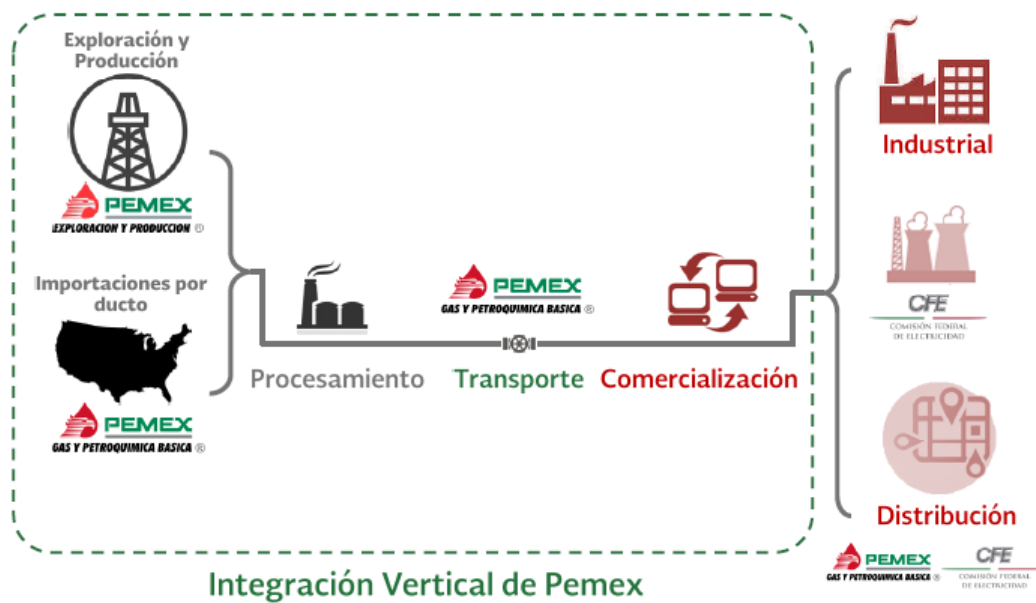 Exploración y
Producción
PEMEX
EXPLORACION Y PRODUCCION ®
Importaciones por
ducto
PEMEX
GAS Y PETROQUIMICA BASICA ®
Procesamiento
PEMEX
GAS Y PETROQUIMICA BASICA ®
Transporte
Comercialización
Industrial
CFE
COMISIÓN FEDERAL
DE ELECTRICIDAD
Distribución
PEMEX
GAS Y PETROQUIMICA BASICA ®
CFE
COMISIÓN FEDERAL
DE ELECTRICIDAD
Integración Vertical de Pemex